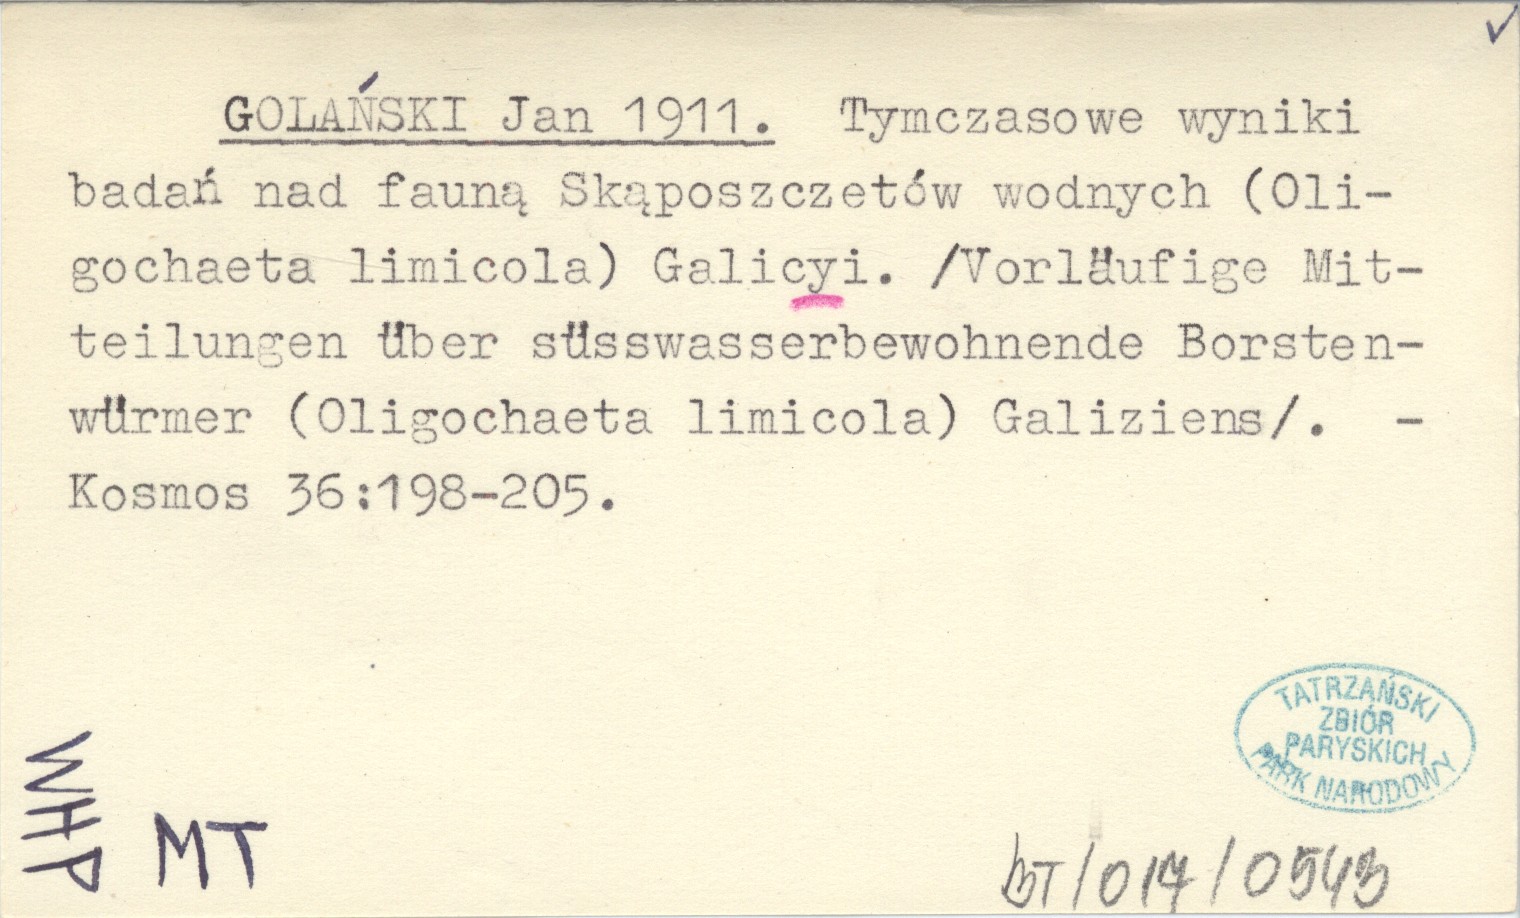 ✓
GOLAŃSKI Jan 1911. Tymczasowe wyniki
badań nad fauną Skąposzczetów wodnych (Oli-
gochaeta limicola) Galicyi. /Vorläufige Mit-
teilungen über süsswasserbewohnende Borsten-
würmer (Oligochaeta limicola) Galiziens/. -
Kosmos 36:198-205.
TATRZAŃSKI
ZBIÓR
PARYSKICH
PARK NARODOWY
WHP
MT
BT/017/0543